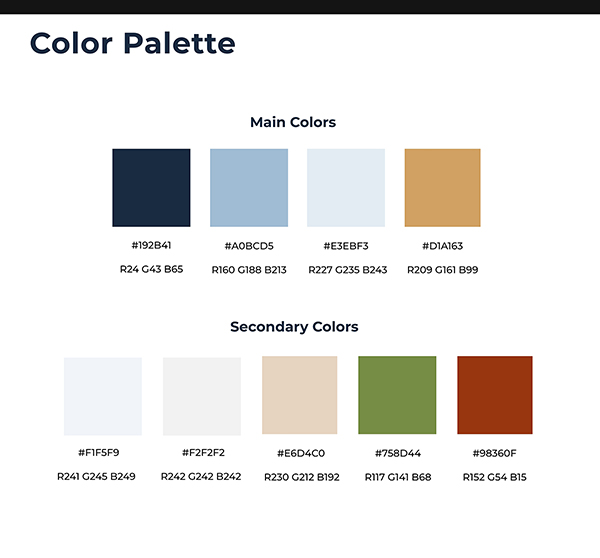 Color Palette
Main Colors
#192B41 #A0BCD5 #E3EBF3 #D1A163
R24 G43 B65 R160 G188 B213 R227 G235 B243 R209 G161 B99
Secondary Colors
#F1F5F9 #F2F2F2 #E6D4C0 #758D44 #98360F
R241 G245 B249 R242 G242 B242 R230 G212 B192 R117 G141 B68 R152 G54 B15